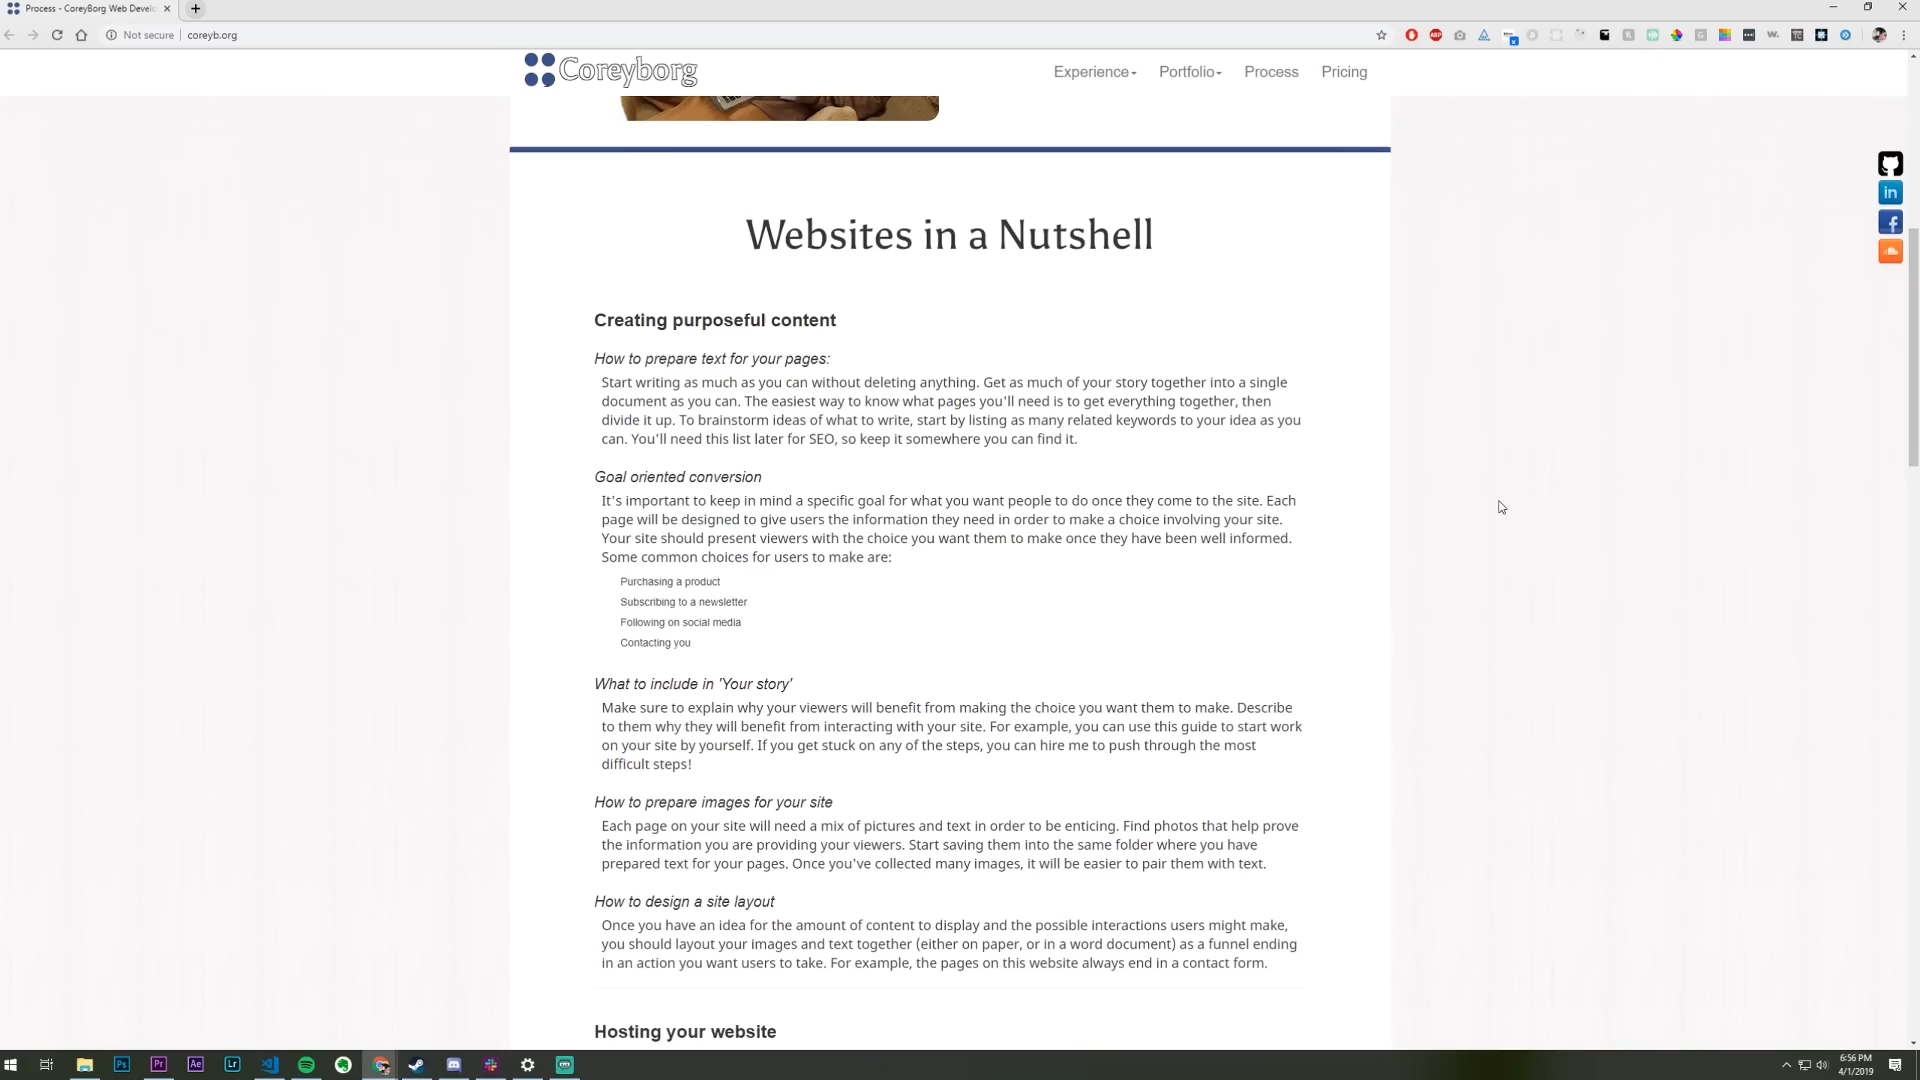 Process - CoreyBorg Web Develo
Not secure
coreyb.org
Coreyborg
Experience
Portfolio
Process
Pricing
Websites in a Nutshell
Creating purposeful content
How to prepare text for your pages:
Start writing as much as you can without deleting anything. Get as much of your story together into a single
document as you can. The easiest way to know what pages you'll need is to get everything together, then
divide it up. To brainstorm ideas of what to write, start by listing as many related keywords to your idea as you
can. You'll need this list later for SEO, so keep it somewhere you can find it.
Goal oriented conversion
It's important to keep in mind a specific goal for what you want people to do once they come to the site. Each
page will be designed to give users the information they need in order to make a choice involving your site.
Your site should present viewers with the choice you want them to make once they have been well informed.
Some common choices for users to make are:
Purchasing a product
Subscribing to a newsletter
Following on social media
Contacting you
What to include in 'Your story'
Make sure to explain why your viewers will benefit from making the choice you want them to make. Describe
to them why they will benefit from interacting with your site. For example, you can use this guide to start work
on your site by yourself. If you get stuck on any of the steps, you can hire me to push through the most
difficult steps!
How to prepare images for your site
Each page on your site will need a mix of pictures and text in order to be enticing. Find photos that help prove
the information you are providing your viewers. Start saving them into the same folder where you have
prepared text for your pages. Once you've collected many images, it will be easier to pair them with text.
How to design a site layout
Once you have an idea for the amount of content to display and the possible interactions users might make,
you should layout your images and text together (either on paper, or in a word document) as a funnel ending
in an action you want users to take. For example, the pages on this website always end in a contact form.
Hosting your website
in
f
Ps
Pr
Ae
Lr
6:56 PM
4/1/2019